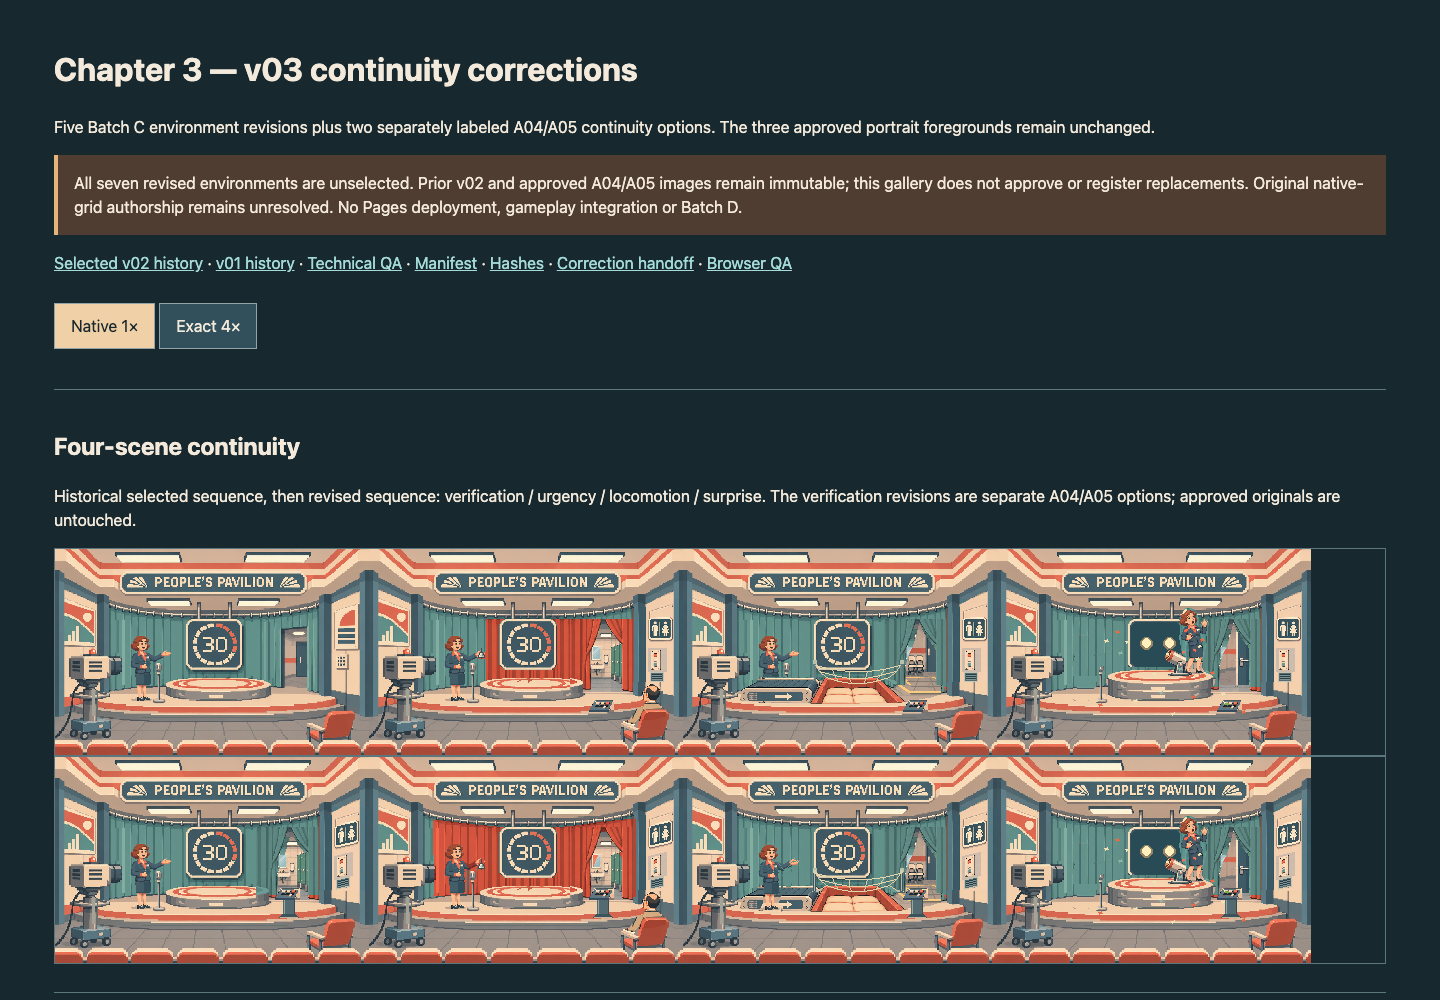 Chapter 3 — v03 continuity corrections
Five Batch C environment revisions plus two separately labeled A04/A05 continuity options. The three approved portrait foregrounds remain unchanged.
All seven revised environments are unselected. Prior v02 and approved A04/A05 images remain immutable; this gallery does not approve or register replacements. Original native-
grid authorship remains unresolved. No Pages deployment, gameplay integration or Batch D.
Selected v02 history · v01 history · Technical QA · Manifest · Hashes · Correction handoff · Browser QA
Native 1× Exact 4×
Four-scene continuity
Historical selected sequence, then revised sequence: verification / urgency / locomotion / surprise. The verification revisions are separate A04/A05 options; approved originals are
untouched.
PEOPLE'S PAVILION PEOPLE'S PAVILION PEOPLE'S PAVILION PEOPLE'S PAVILION
30 30 30
PEOPLE'S PAVILION PEOPLE'S PAVILION PEOPLE'S PAVILION PEOPLE'S PAVILION
30 30 30